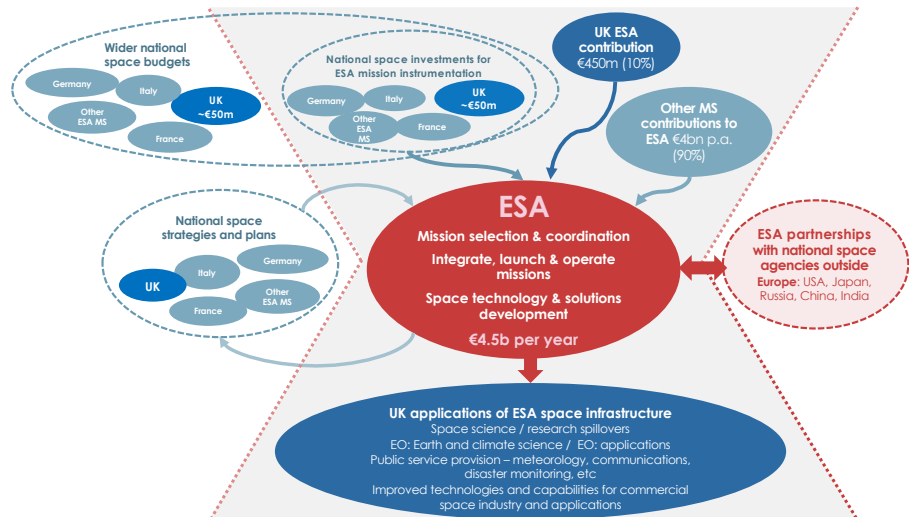 Wider national
space budgets
Germany
Italy
Other
ESA MS
UK
~€50m
France
National space investments for
ESA mission instrumentation
Germany
Italy
UK
~€50m
Other
ESA
MS
France
UK ESA
contribution
€450m (10%)
Other MS
contributions to
ESA €4bn p.a.
(90%)
National space
strategies and plans
Germany
Italy
UK
Other
ESA MS
France
ESA
Mission selection & coordination
Integrate, launch & operate
missions
Space technology & solutions
development
€4.5b per year
ESA partnerships
with national space
agencies outside
Europe: USA, Japan,
Russia, China, India
UK applications of ESA space infrastructure
Space science / research spillovers
EO: Earth and climate science / EO: applications
Public service provision – meteorology, communications,
disaster monitoring, etc
Improved technologies and capabilities for commercial
space industry and applications